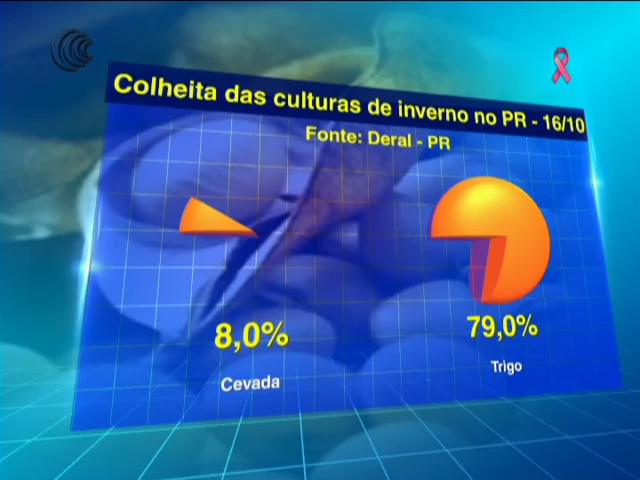 Colheita das culturas de inverno no PR - 16/10
Fonte: Deral - PR
8,0%
79,0%
Cevada
Trigo